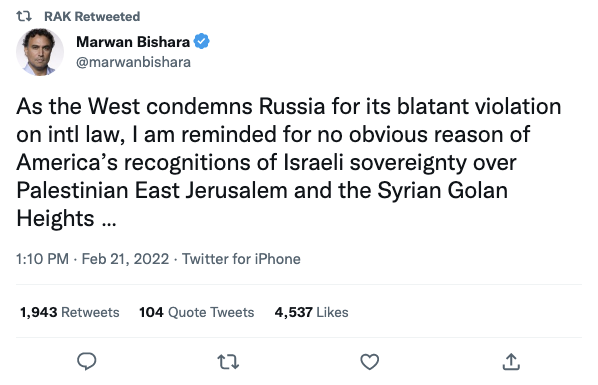 RAK Retweeted
Marwan Bishara
@marwanbishara
As the West condemns Russia for its blatant violation
on intl law, I am reminded for no obvious reason of
America’s recognitions of Israeli sovereignty over
Palestinian East Jerusalem and the Syrian Golan
Heights ...
1:10 PM · Feb 21, 2022 · Twitter for iPhone
1,943 Retweets 104 Quote Tweets 4,537 Likes